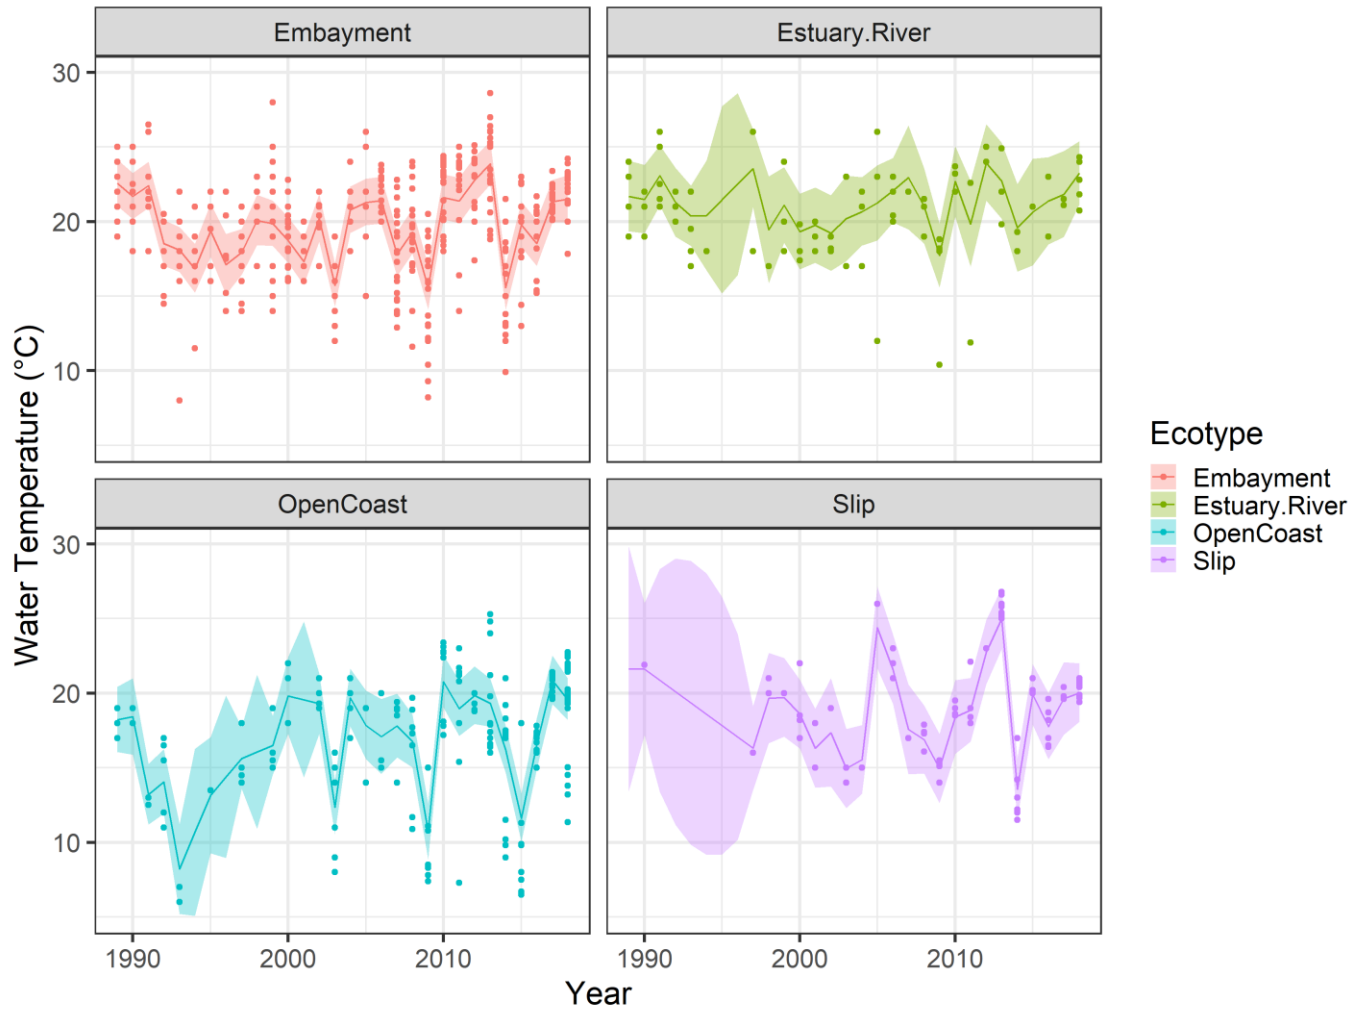 Embayment
Estuary.River
30
20
10
Water Temperature (°C)
OpenCoast
Slip
30
20
10
1990
2000
2010
1990
2000
2010
Year
Ecotype
Embayment
Estuary.River
OpenCoast
Slip